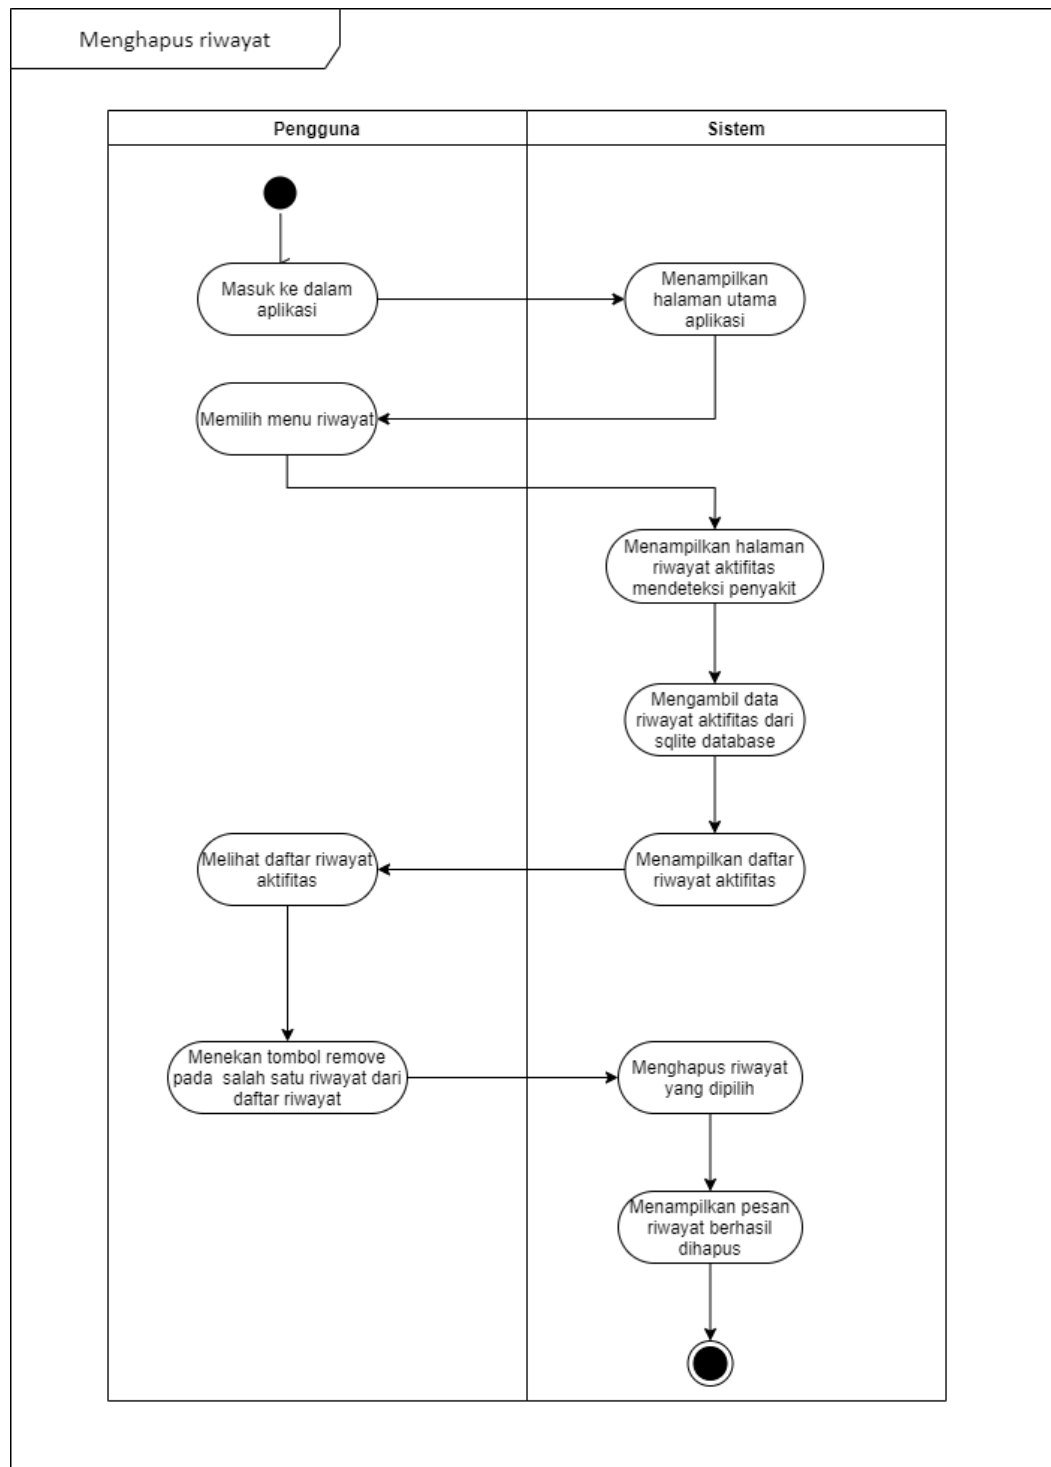 Menghapus riwayat
Pengguna
Sistem
Masuk ke dalam
aplikasi
Menampilkan
halaman utama
aplikasi
Memilih menu riwayat
Menampilkan halaman
riwayat aktifitas
mendeteksi penyakit
Mengambil data
riwayat aktifitas dari
sqlite database
Menampilkan daftar
riwayat aktifitas
Melihat daftar riwayat
aktifitas
Menekan tombol remove
pada  salah satu riwayat dari
daftar riwayat
Menghapus riwayat
yang dipilih
Menampilkan pesan
riwayat berhasil
dihapus